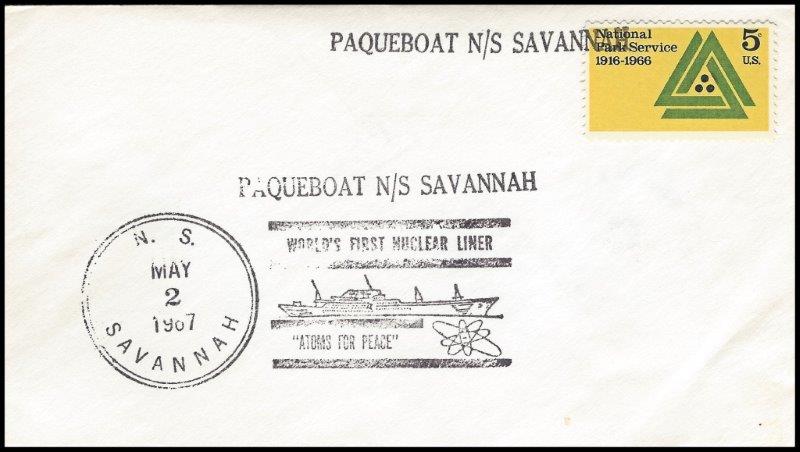 PAQUEBOAT N/S SAVANNAH
National
Park Service
1916-1966
5c
U.S.
PAQUEBOAT N/S SAVANNAH
WORLD'S FIRST NUCLEAR LINER
"ATOMS FOR PEACE"
N. S.
MAY
2
1967
SAVANNAH